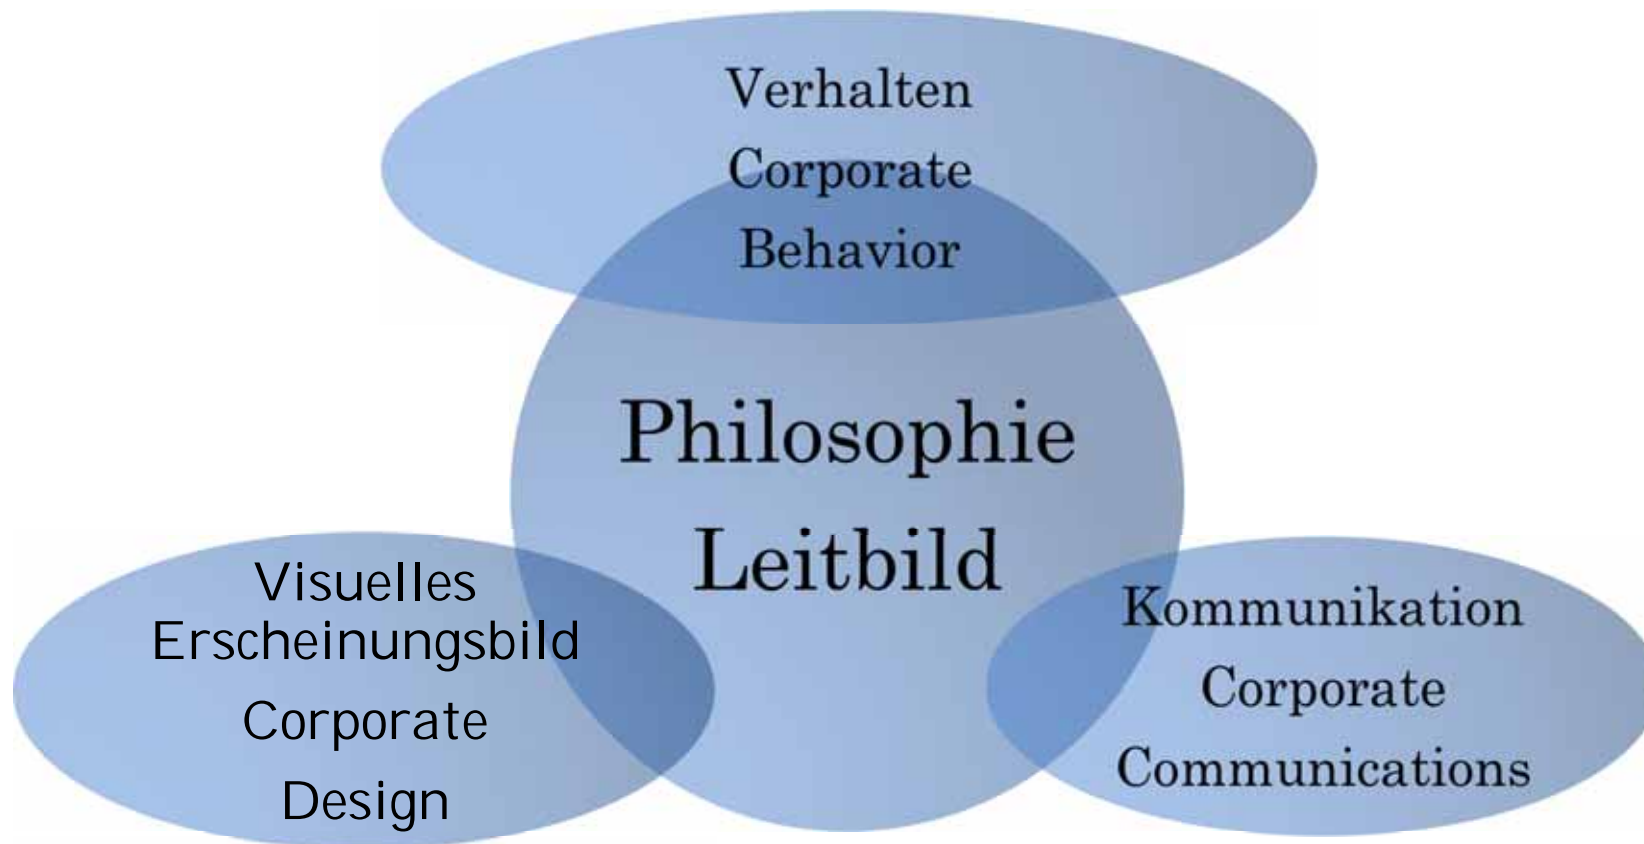 Verhalten
Corporate
Behavior
Philosophie
Leitbild
Visuelles
Erscheinungsbild
Corporate
Design
Kommunikation
Corporate
Communications